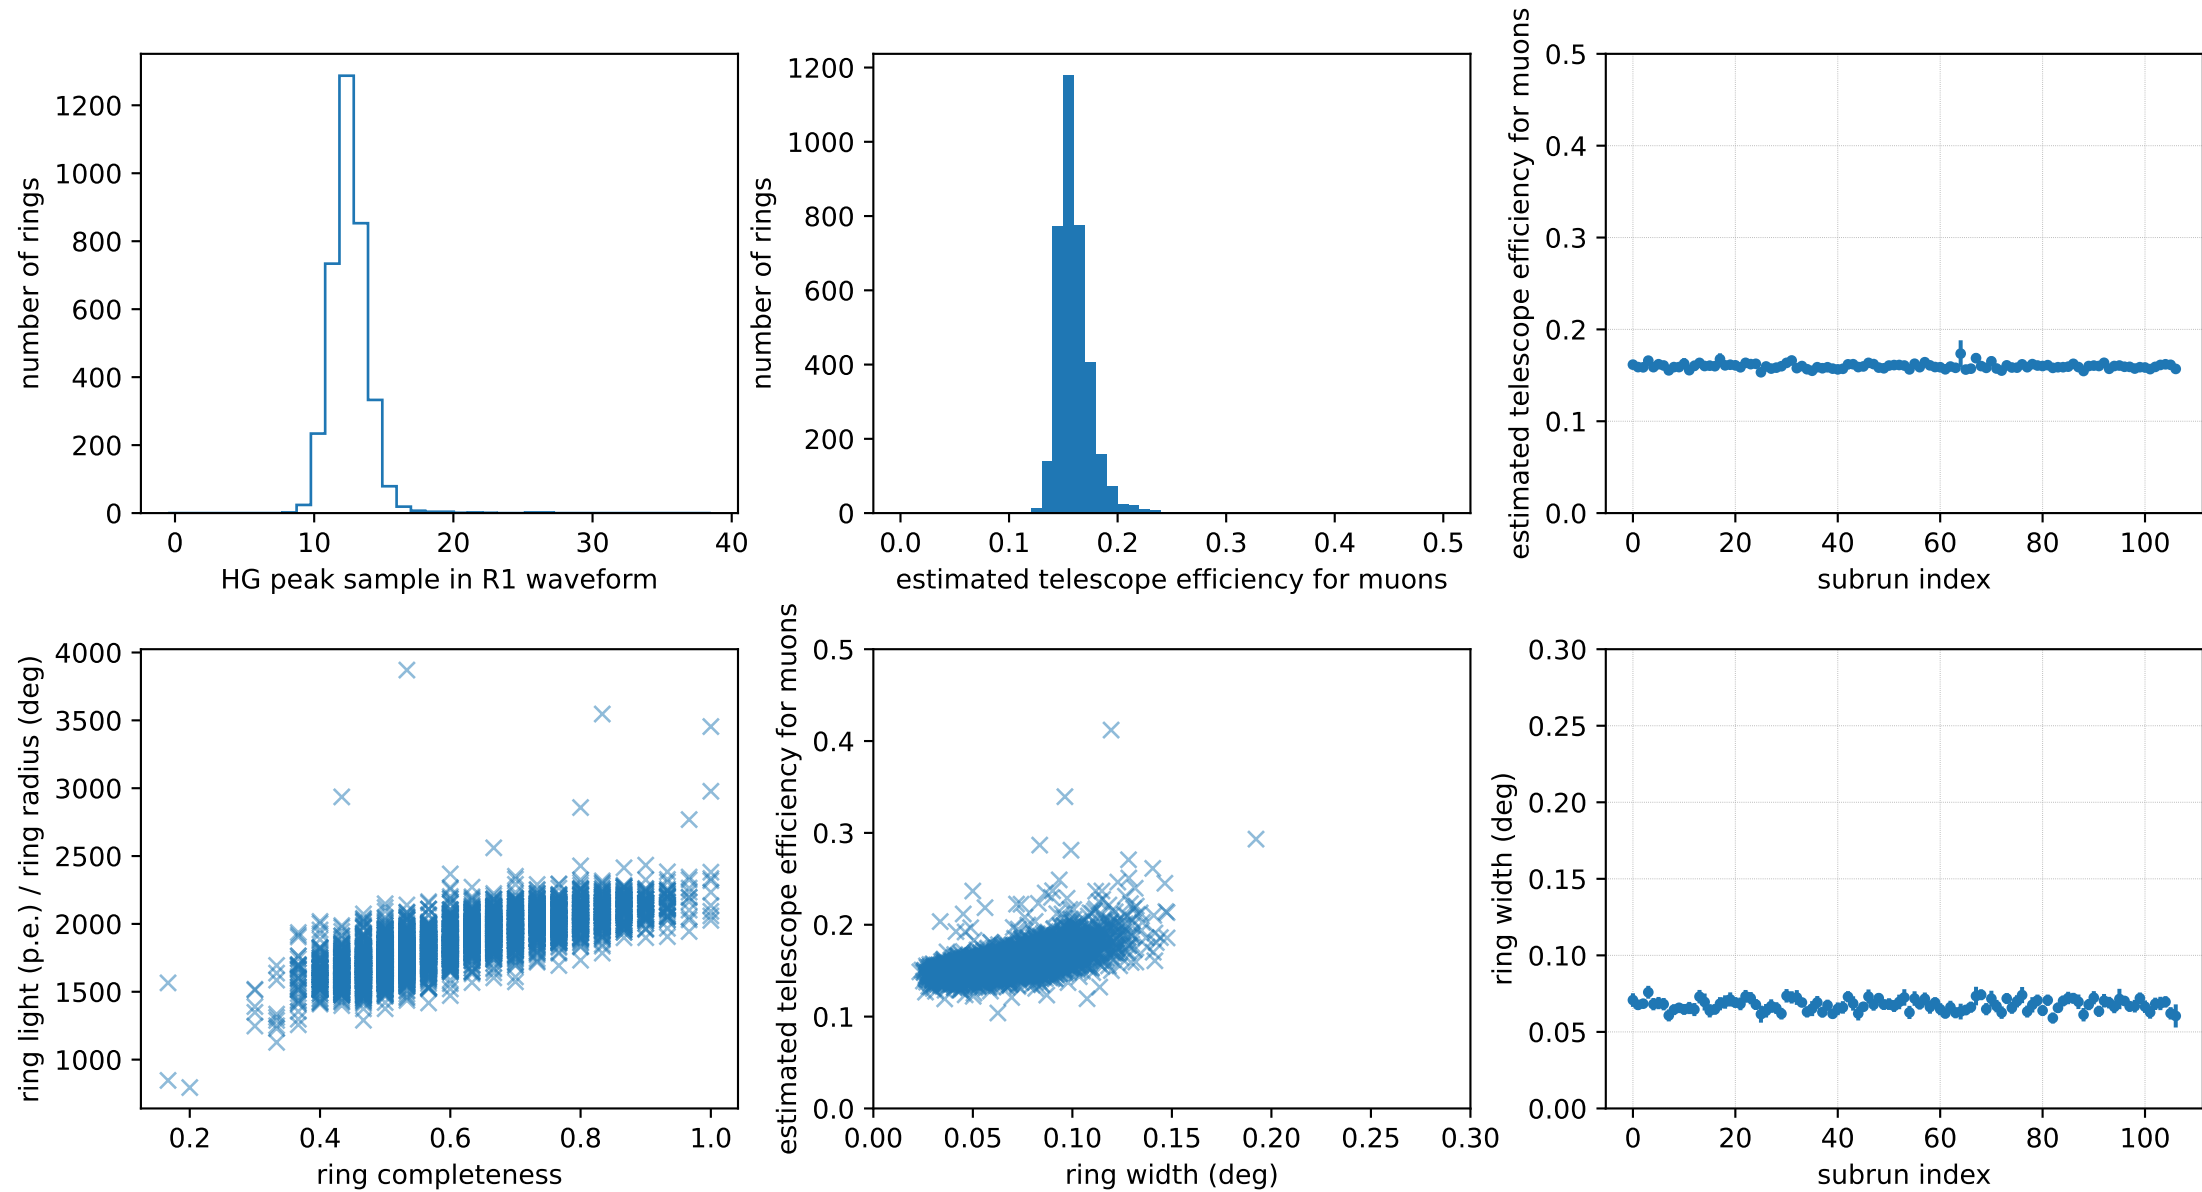 number of rings
1200
1000
800
600
400
200
0
0 10 20 30 40
HG peak sample in R1 waveform
number of rings
1200
1000
800
600
400
200
0
0.0 0.1 0.2 0.3 0.4 0.5
estimated telescope efficiency for muons
estimated telescope efficiency for muons
0.5
0.4
0.3
0.2
0.1
0.0
0 20 40 60 80 100
subrun index
ring light (p.e.) / ring radius (deg)
4000
3500
3000
2500
2000
1500
1000
0.2 0.4 0.6 0.8 1.0
ring completeness
estimated telescope efficiency for muons
0.5
0.4
0.3
0.2
0.1
0.0
0.00 0.05 0.10 0.15 0.20 0.25 0.30
ring width (deg)
ring width (deg)
0.30
0.25
0.20
0.15
0.10
0.05
0.00
0 20 40 60 80 100
subrun index